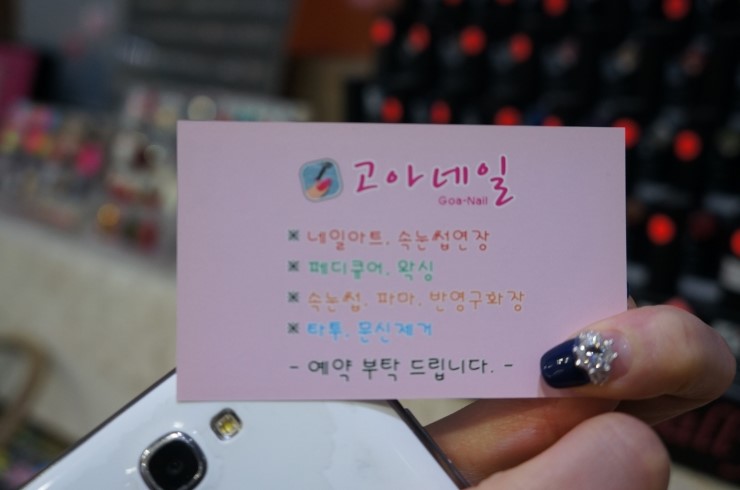 고아네일
Goa-Nail
※ 네일아트, 속눈썹연장
※ 페디큐어, 왁싱
※ 속눈썹, 파마, 반영구화장
※ 타투, 문신제거
- 예약 부탁 드립니다. -